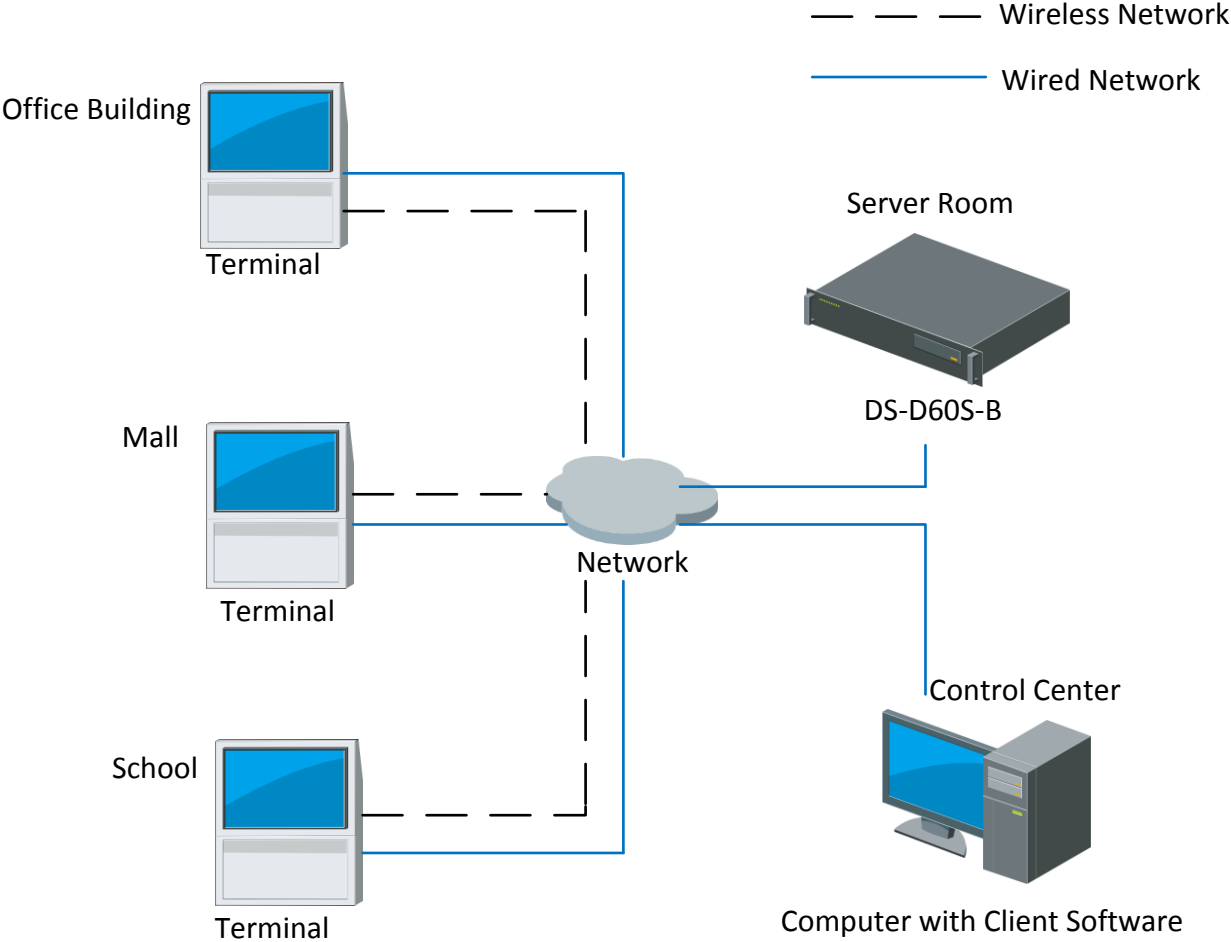 Wireless Network
Wired Network
Office Building
Terminal
Server Room
DS-D60S-B
Mall
Terminal
Network
Control Center
School
Terminal
Computer with Client Software